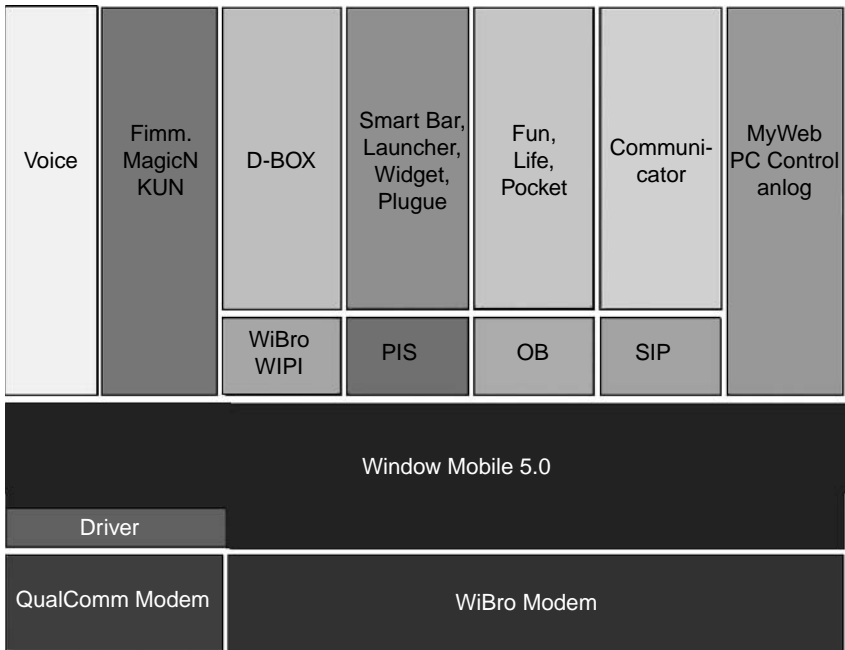 Voice
Fimm.
MagicN
KUN
D-BOX
Smart Bar,
Launcher,
Widget,
Plugue
Fun,
Life,
Pocket
Communi-
cator
MyWeb
PC Control
anlog
WiBro
WIPI
PIS
OB
SIP
Window Mobile 5.0
Driver
QualComm Modem
WiBro Modem